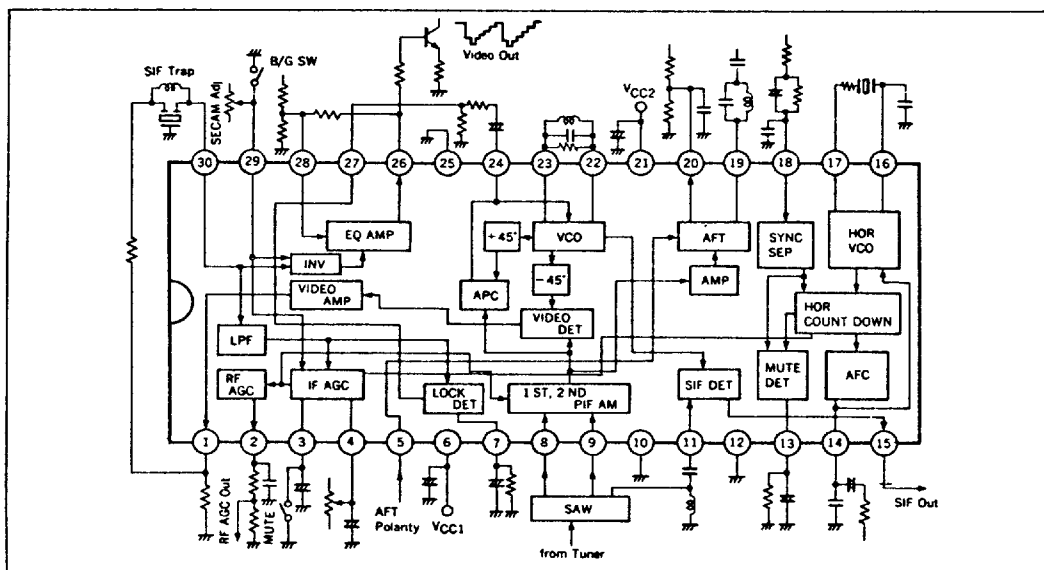 SIF Trap
SECAM Adj
B/G SW
Video Out
VCC2
30 29 28 27 26 25 24 23 22 21 20 19 18 17 16
EQ AMP
INV
VIDEO AMP
LPF
RF AGC
IF AGC
LOCK DET
APC
+45°
-45°
VCO
VIDEO DET
1 ST, 2 ND
PIF AM
AFT
AMP
SIF DET
SYNC SEP
HOR VCO
HOR COUNT DOWN
MUTE DET
AFC
1 2 3 4 5 6 7 8 9 10 11 12 13 14 15
RF AGC Out
MUTE
AFT Polanty
VCC1
SAW
from Tuner
SIF Out